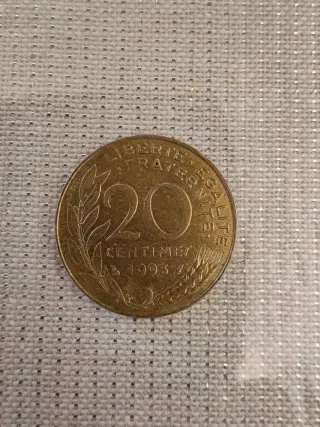 LIBERTE · EGALITE
· FRATERNITE ·
20
CENTIMES
1993